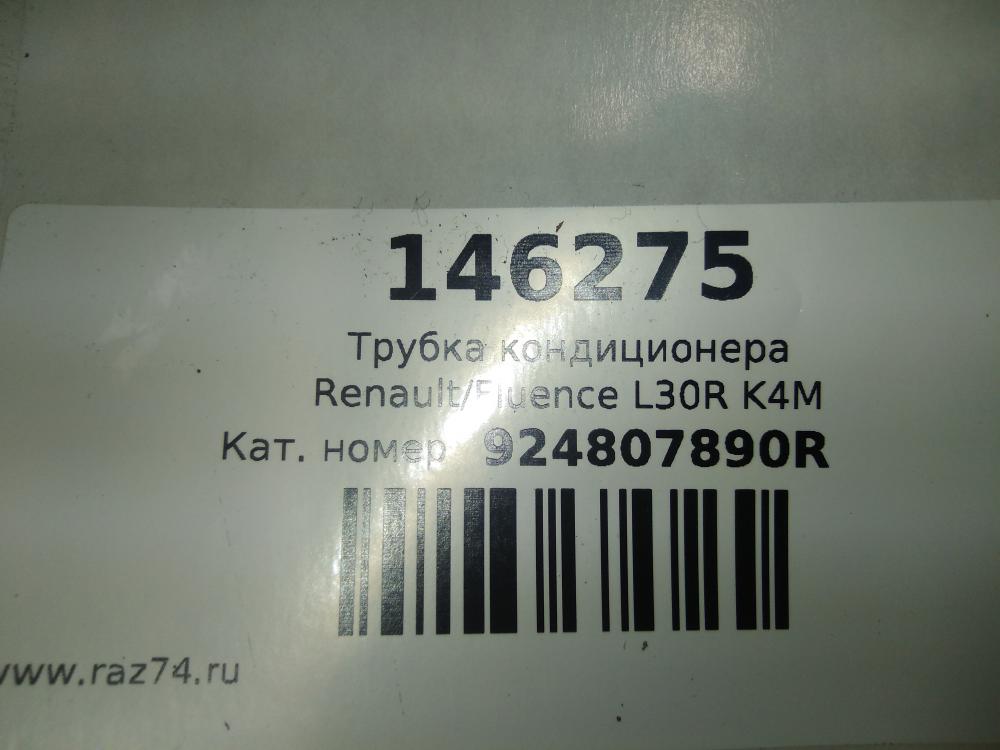 146275
Трубка кондиционера
Renault/Fluence L30R K4M
Кат. номер 924807890R
www.raz74.ru